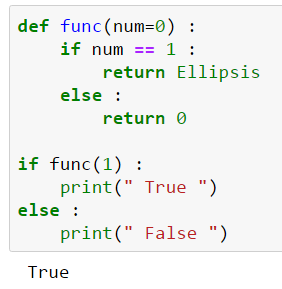 def func(num=0) :
    if num == 1 :
        return Ellipsis
    else :
        return 0

if func(1) :
    print(" True ")
else :
    print(" False ")
 True